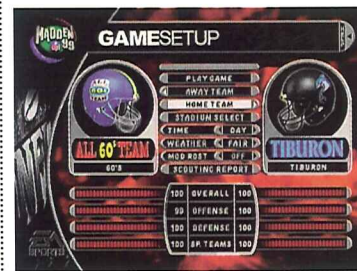 MADDEN
99
GAMESETUP
PLAY GAME
AWAY TEAM
HOME TEAM
STADIUM SELECT
TIME DAY
WEATHER FAIR
MOD ROST OFF
SCOUTING REPORT
ALL 60'S TEAM
60'S
TIBURON
TIBURON
100 OVERALL 100
99 OFFENSE 100
100 DEFENSE 100
100 SP. TEAMS 100
EA
SPORTS